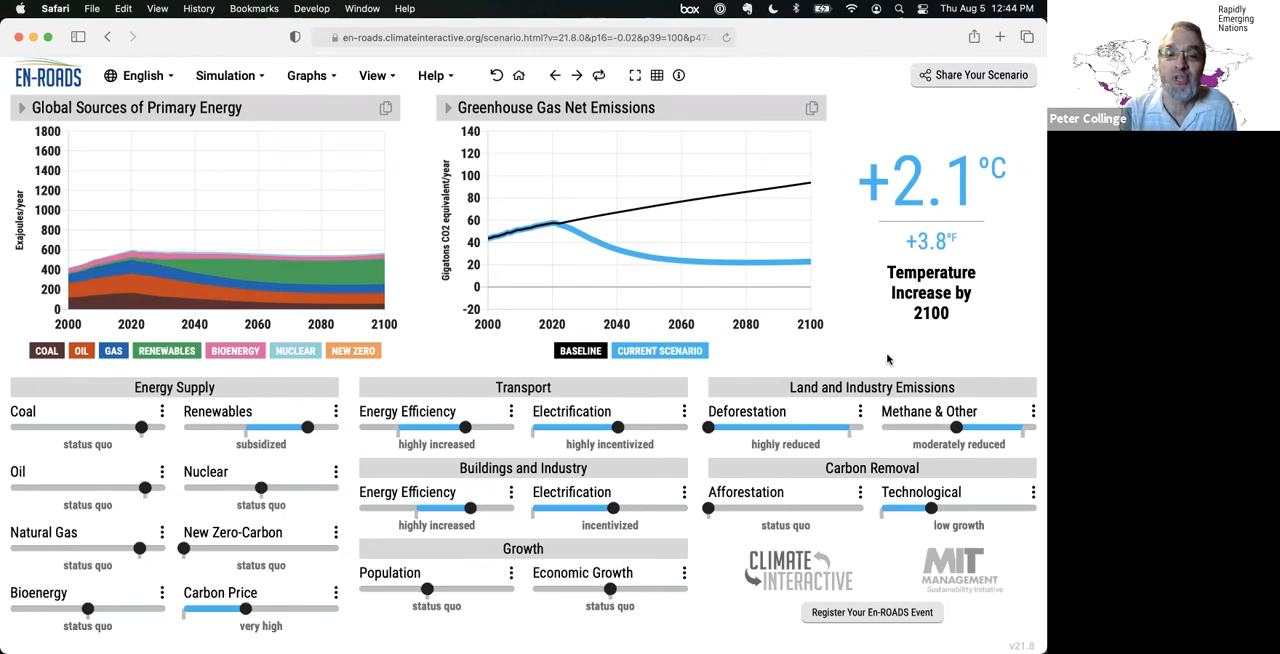 Safari File Edit View History Bookmarks Develop Window Help
box
Thu Aug 5 12:44 PM
en-roads.climateinteractive.org/scenario.html?v=21.8.0&p16=-0.02&p39=100&p47=
Rapidly
Emerging
Nations
Peter Collinge
EN-ROADS
English Simulation Graphs View Help
Share Your Scenario
Global Sources of Primary Energy
Exajoules/year
1800
1600
1400
1200
1000
800
600
400
200
0
2000 2020 2040 2060 2080 2100
COAL OIL GAS RENEWABLES BIOENERGY NUCLEAR NEW ZERO
Greenhouse Gas Net Emissions
Gigatons CO2 equivalent/year
140
120
100
80
60
40
20
0
-20
2000 2020 2040 2060 2080 2100
BASELINE CURRENT SCENARIO
+2.1°C
+3.8°F
Temperature
Increase by
2100
Energy Supply
Coal
status quo
Renewables
subsidized
Oil
status quo
Nuclear
status quo
Natural Gas
status quo
New Zero-Carbon
status quo
Bioenergy
status quo
Carbon Price
very high
Transport
Energy Efficiency
highly increased
Electrification
highly incentivized
Buildings and Industry
Energy Efficiency
highly increased
Electrification
incentivized
Growth
Population
status quo
Economic Growth
status quo
Land and Industry Emissions
Deforestation
highly reduced
Methane & Other
moderately reduced
Carbon Removal
Afforestation
status quo
Technological
low growth
CLIMATE
INTERACTIVE
MIT
MANAGEMENT
Sustainability Initiative
Register Your En-ROADS Event
v21.8